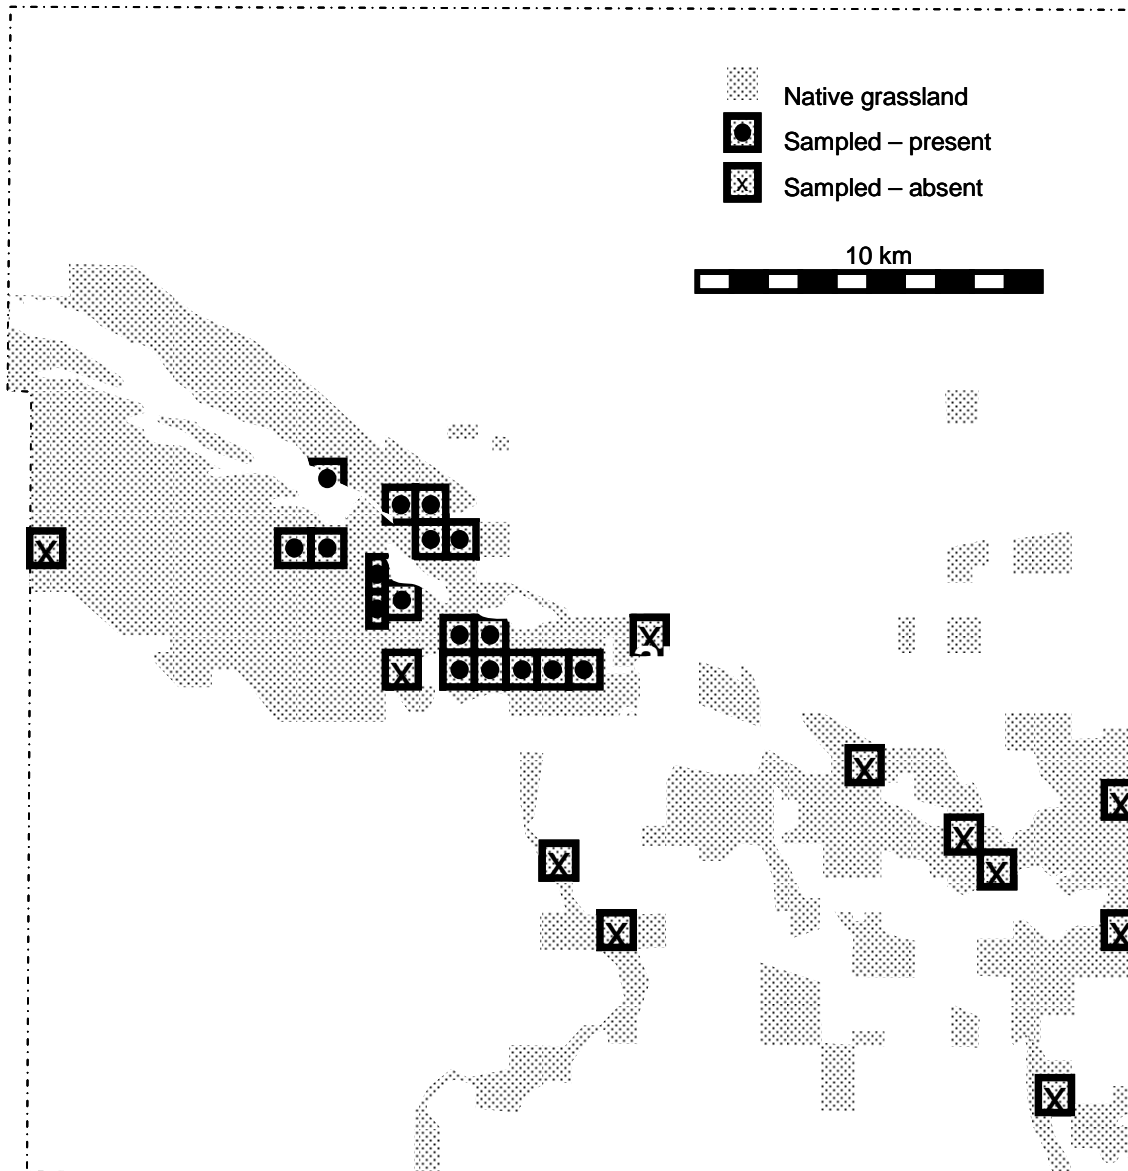 Native grassland
Sampled – present
x Sampled – absent
10 km
X
X
X
X
X
X
X
X
X
X
X